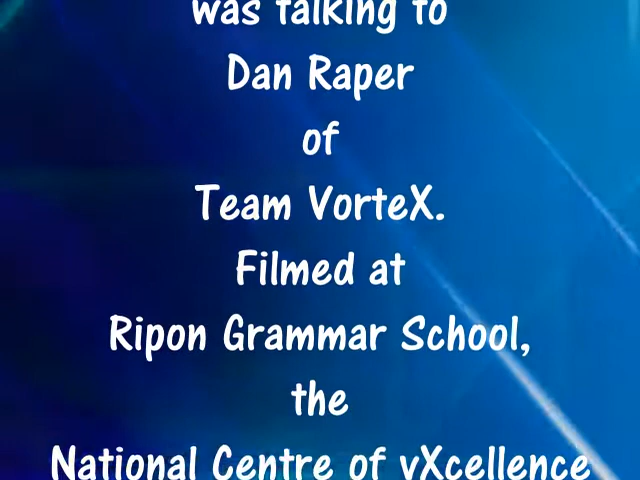 was talking to
Dan Raper
of
Team VorteX.
Filmed at
Ripon Grammar School,
the
National Centre of vXcellence